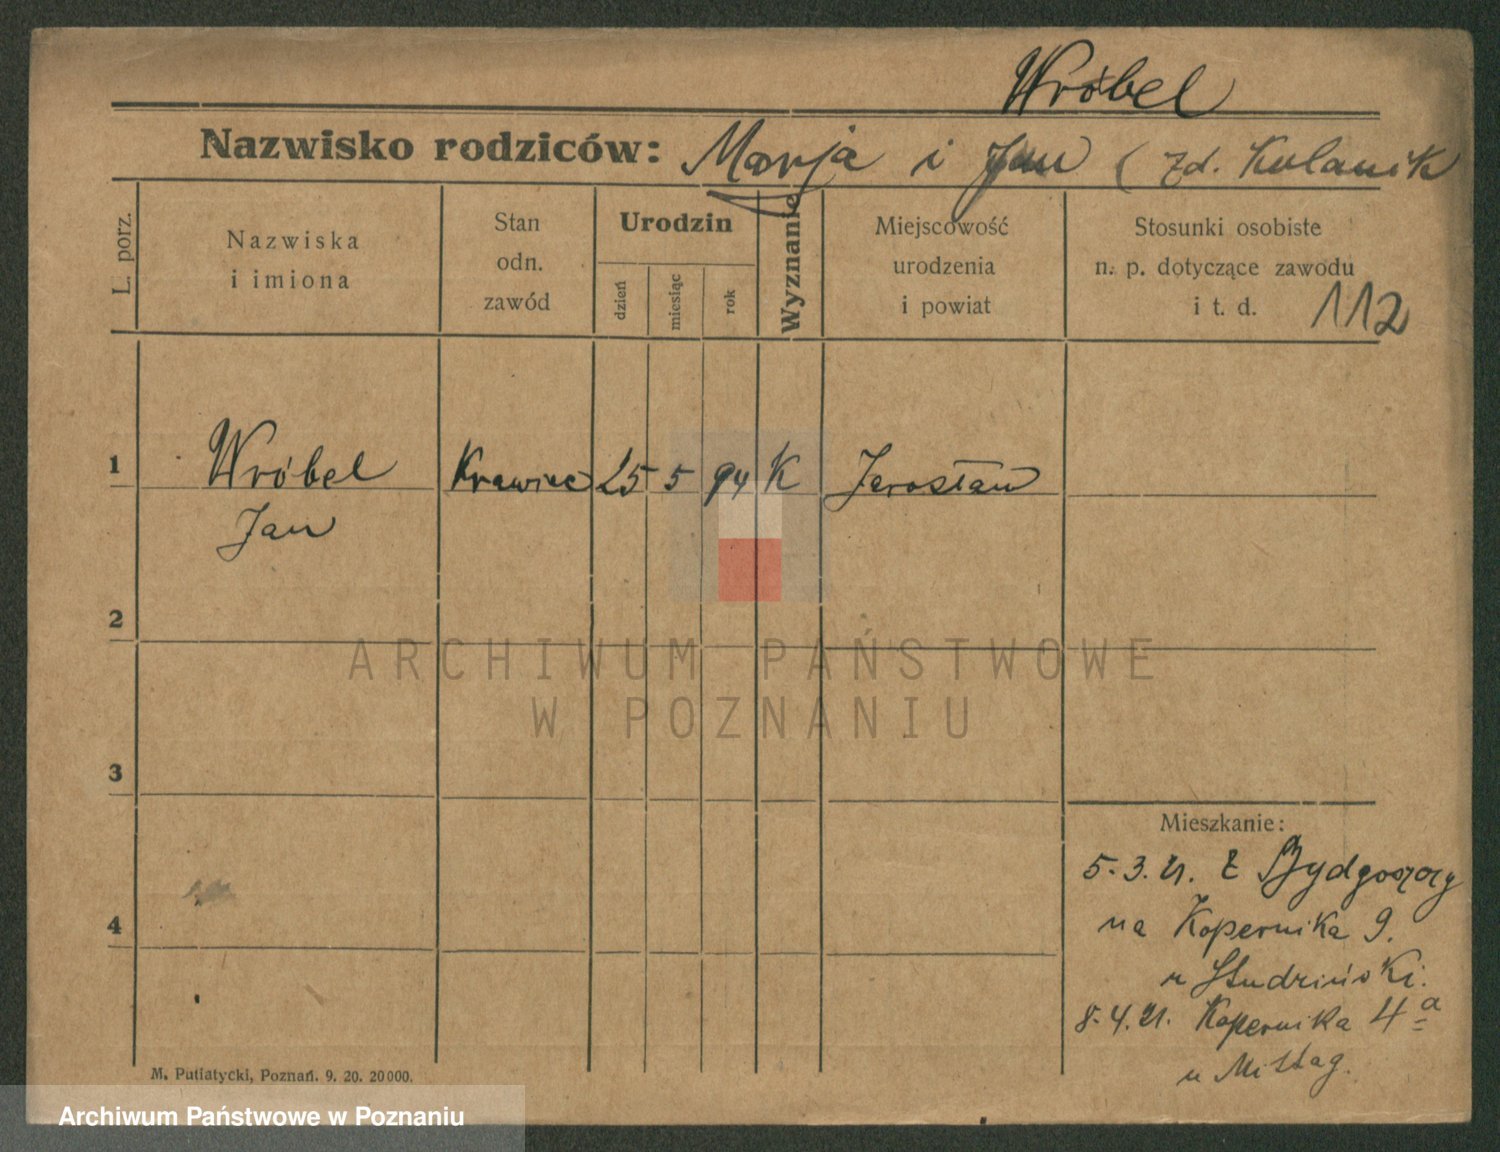 Wróbel
Nazwisko rodziców: Marja i Jan ( zd. Kulanik
L. porz.
Nazwiska
i imiona
Stan
odn.
zawód
Urodzin
dzień
miesiąc
rok
Wyznanie
Miejscowość
urodzenia
i powiat
Stosunki osobiste
n. p. dotyczące zawodu
i t. d. 112
1 Wróbel Krawiec 25 5 94 K Jarosław
Jan
2
3
4
Mieszkanie:
5.3.21. z Bydgoszczy
na Kopernika 9.
u Studziński.
8.4.21. Kopernika 4a
u Mittag.
M. Putiatycki, Poznań. 9. 20. 20000.
ARCHIWUM PAŃSTWOWE
W POZNANIU
Archiwum Państwowe w Poznaniu